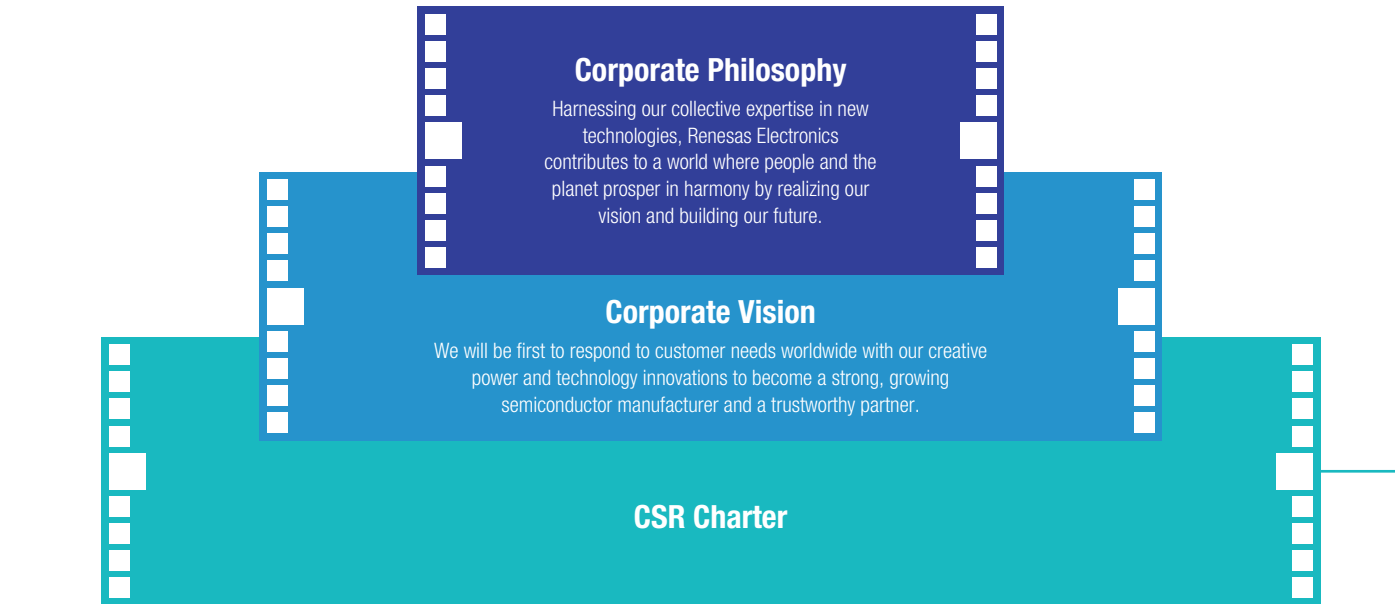 Corporate Philosophy
Harnessing our collective expertise in new
technologies, Renesas Electronics
contributes to a world where people and the
planet prosper in harmony by realizing our
vision and building our future.
Corporate Vision
We will be first to respond to customer needs worldwide with our creative
power and technology innovations to become a strong, growing
semiconductor manufacturer and a trustworthy partner.
CSR Charter